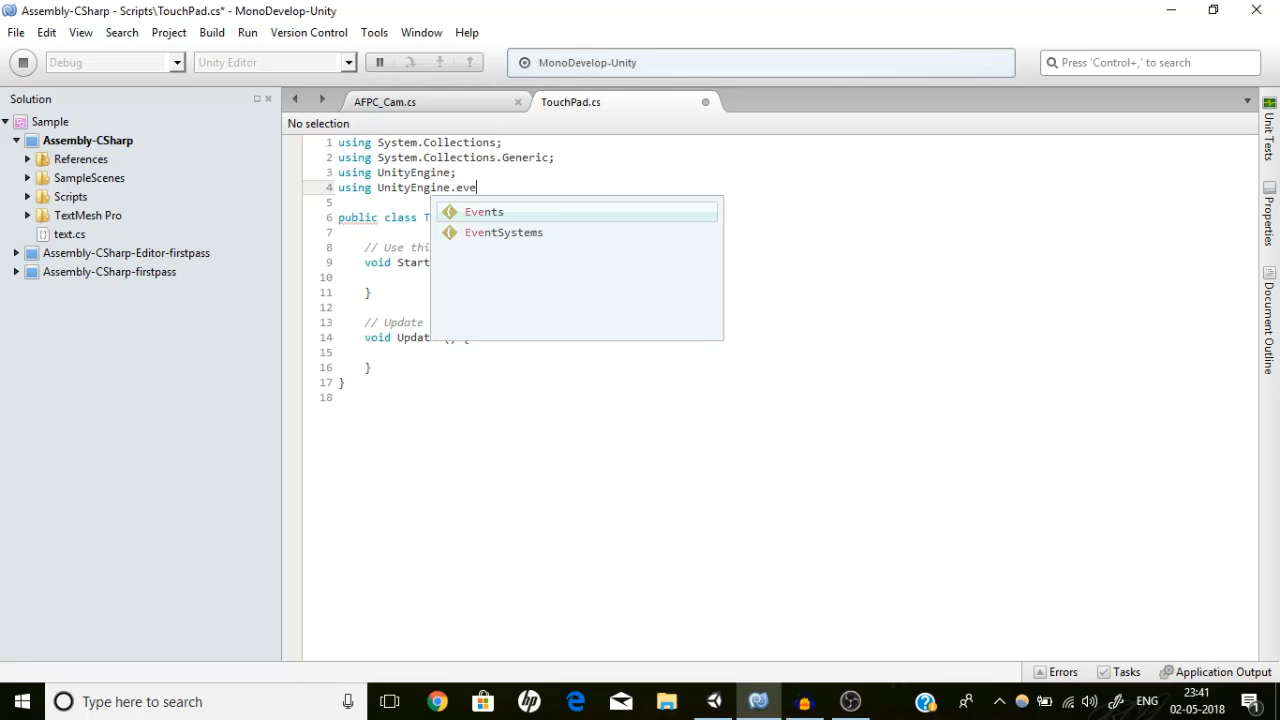 Assembly-CSharp - Scripts\TouchPad.cs* - MonoDevelop-Unity
File Edit View Search Project Build Run Version Control Tools Window Help
Debug Unity Editor MonoDevelop-Unity Press 'Control+,' to search
Solution
AFPC_Cam.cs TouchPad.cs
No selection
Sample
Assembly-CSharp
References
SampleScenes
Scripts
TextMesh Pro
text.cs
Assembly-CSharp-Editor-firstpass
Assembly-CSharp-firstpass
1 using System.Collections;
2 using System.Collections.Generic;
3 using UnityEngine;
4 using UnityEngine.eve
5
6 public class T
7
8 // Use thi
9 void Start
10
11 }
12
13 // Update
14 void Updat () {
15
16 }
17 }
18
Events
EventSystems
Unit Tests
Properties
Document Outline
Errors Tasks Application Output
Type here to search
ENG
23:41
02-05-2018
1